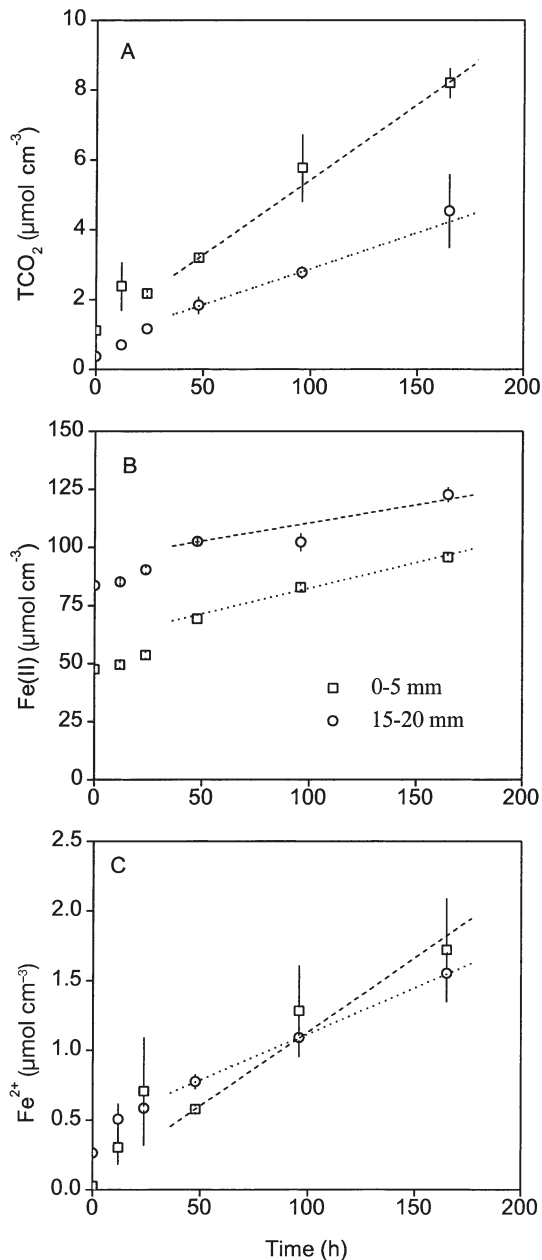 A
10
8
6
4
2
0
TCO₂ (μmol cm⁻³)
0 50 100 150 200
B
150
125
100
75
50
25
0
Fe(II) (μmol cm⁻³)
0-5 mm
15-20 mm
0 50 100 150 200
C
2.5
2.0
1.5
1.0
0.5
0.0
Fe²⁺ (μmol cm⁻³)
0 50 100 150 200
Time (h)